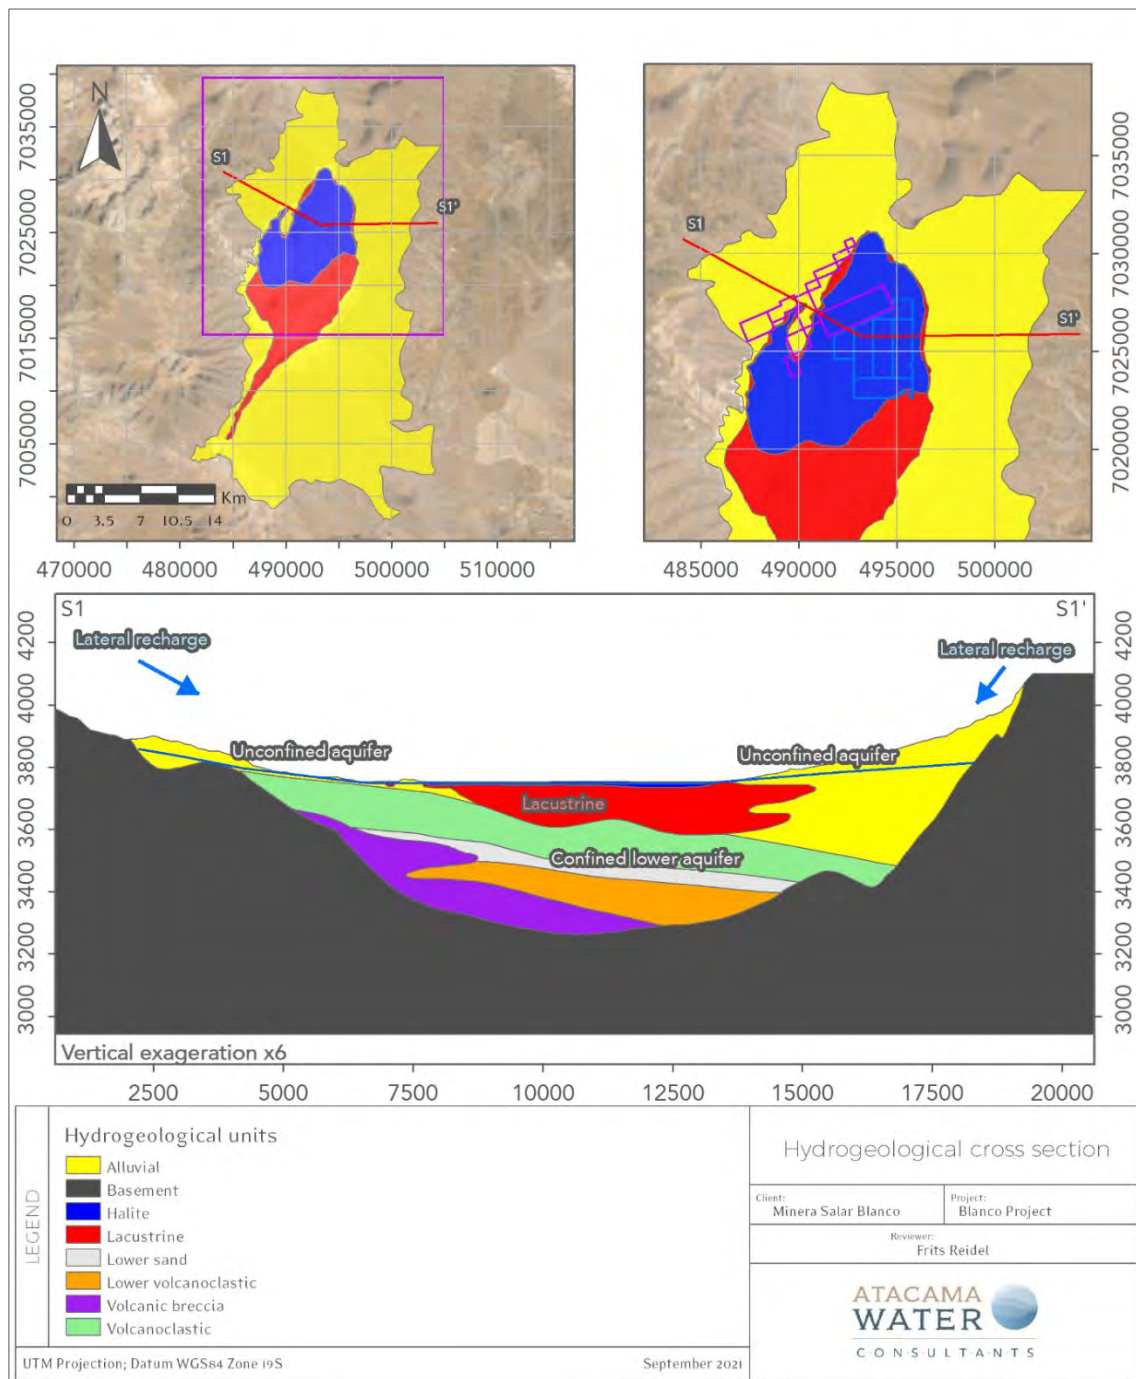 N
S1
S1'
7035000
7025000
7015000
7005000
Km
0 3.5 7 10.5 14
470000 480000 490000 500000 510000
S1
S1'
7035000
7030000
7025000
7020000
485000 490000 495000 500000
S1 S1'
Lateral recharge
Lateral recharge
Unconfined aquifer
Unconfined aquifer
Lacustrine
Confined lower aquifer
4200 4200
4000 4000
3800 3800
3600 3600
3400 3400
3200 3200
3000 3000
Vertical exageration x6
2500 5000 7500 10000 12500 15000 17500 20000
LEGEND
Hydrogeological units
Alluvial
Basement
Halite
Lacustrine
Lower sand
Lower volcanoclastic
Volcanic breccia
Volcanoclastic
UTM Projection; Datum WGS84 Zone 19S
September 2021
Hydrogeological cross section
Client:
Minera Salar Blanco
Project:
Blanco Project
Reviewer:
Frits Reidel
ATACAMA
WATER
CONSULTANTS